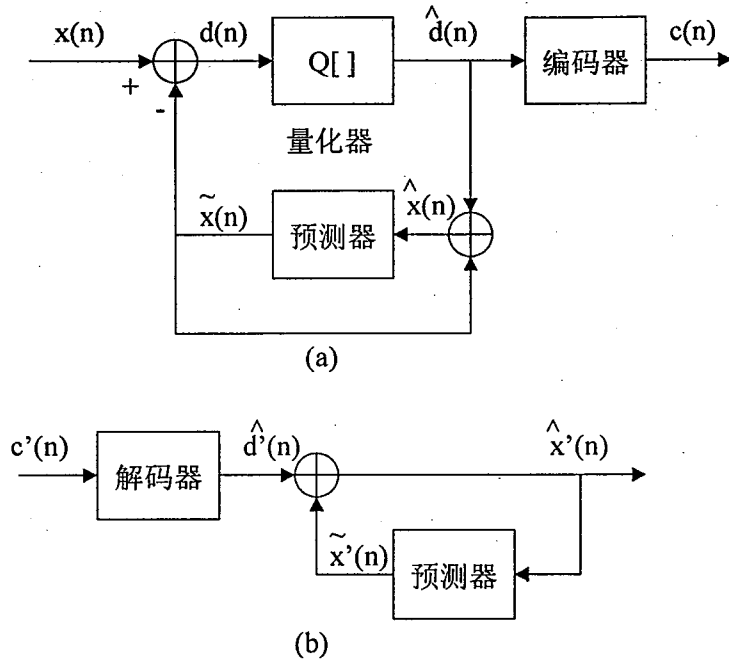 x(n)
d(n)
Q[ ]
d̂(n)
编码器
c(n)
+
-
量化器
x̃(n)
预测器
x̂(n)
(a)
c’(n)
解码器
d̂’(n)
x̂’(n)
x̃’(n)
预测器
(b)